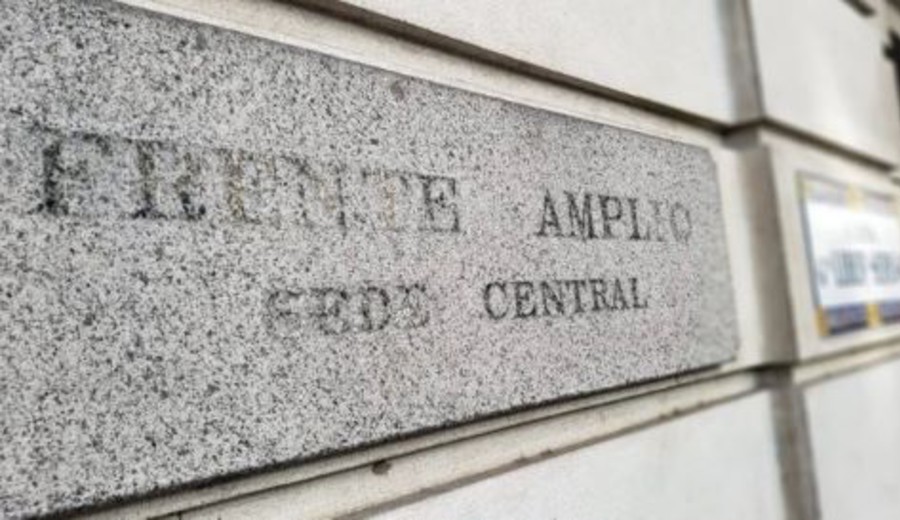 FRENTE AMPLIO
SEDE CENTRAL